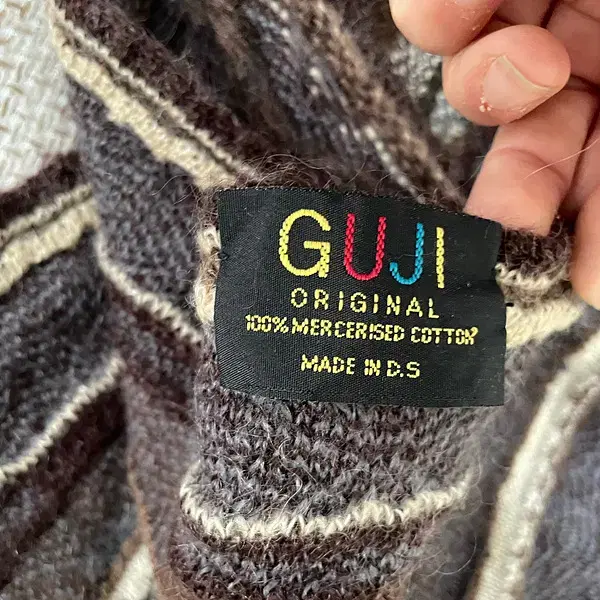 GUJI
ORIGINAL
100% MERCERISED COTTON
MADE IN D.S